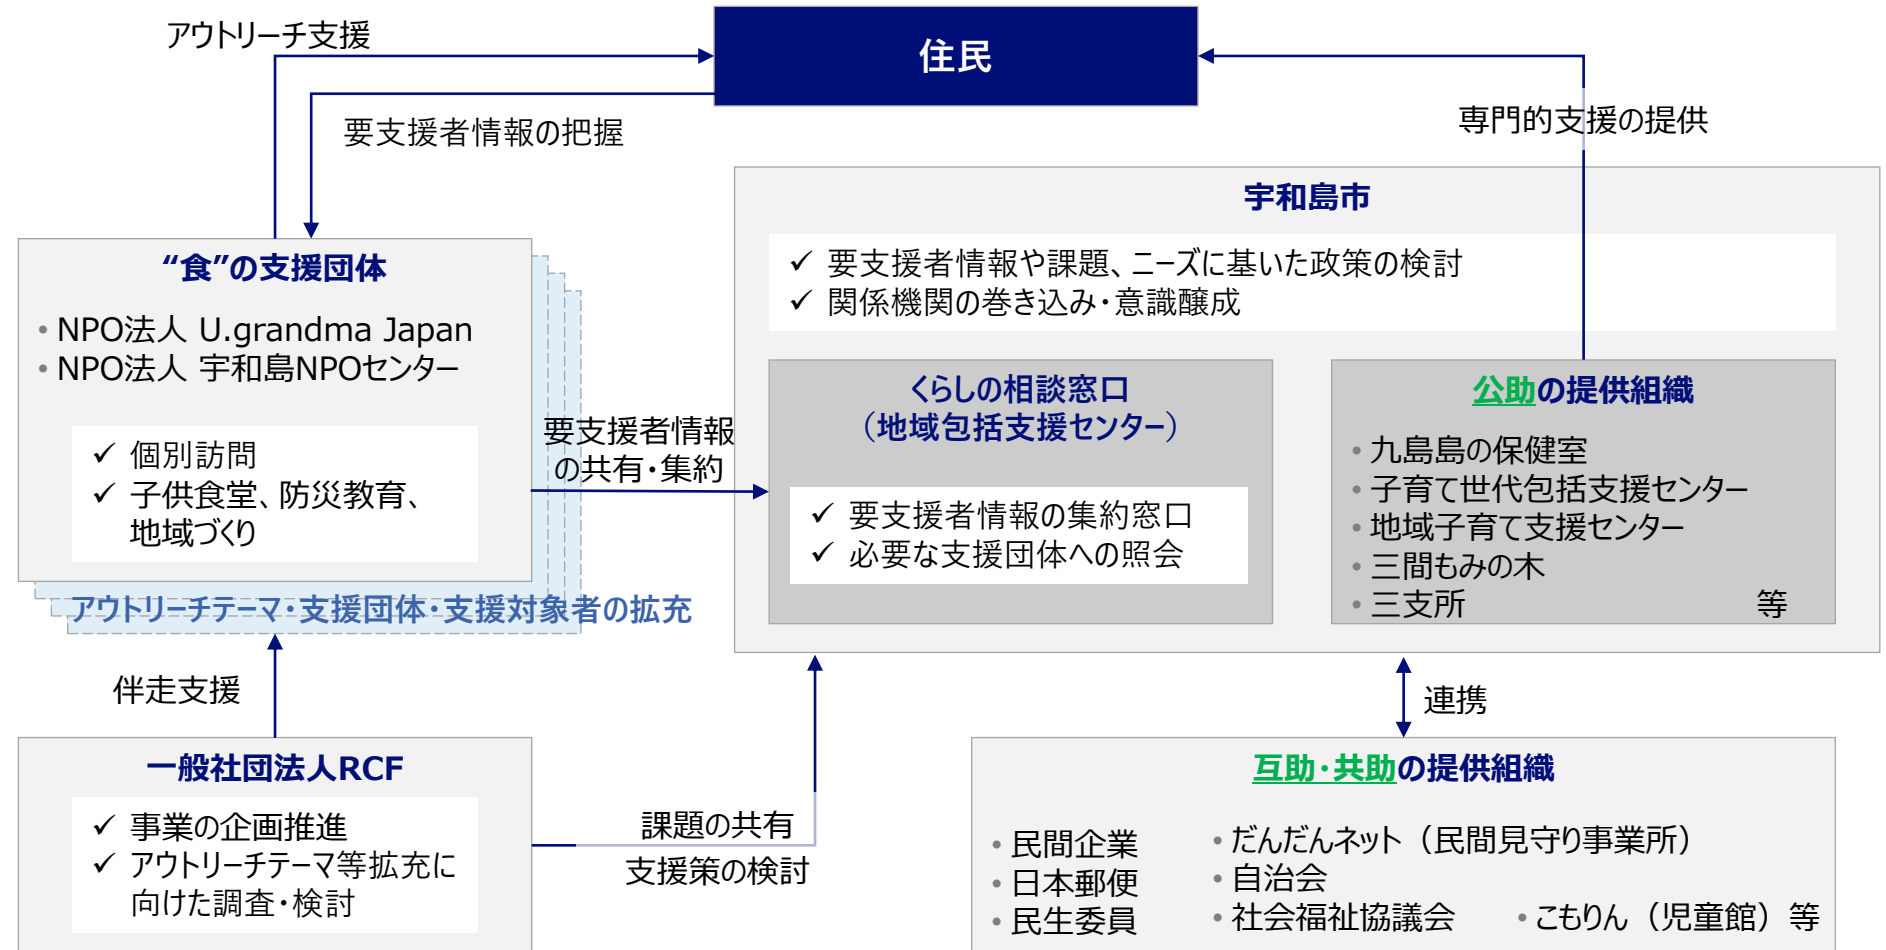 アウトリーチ支援
住民
要支援者情報の把握
専門的支援の提供
“食”の支援団体
• NPO法人 U.grandma Japan
• NPO法人 宇和島NPOセンター
✓ 個別訪問
✓ 子供食堂、防災教育、
地域づくり
アウトリーチテーマ・支援団体・支援対象者の拡充
要支援者情報
の共有・集約
宇和島市
✓ 要支援者情報や課題、ニーズに基いた政策の検討
✓ 関係機関の巻き込み・意識醸成
くらしの相談窓口
（地域包括支援センター）
✓ 要支援者情報の集約窓口
✓ 必要な支援団体への照会
公助の提供組織
• 九島島の保健室
• 子育て世代包括支援センター
• 地域子育て支援センター
• 三間もみの木
• 三支所 等
伴走支援
一般社団法人RCF
✓ 事業の企画推進
✓ アウトリーチテーマ等拡充に
向けた調査・検討
課題の共有
支援策の検討
連携
互助・共助の提供組織
• 民間企業
• 日本郵便
• 民生委員
• だんだんネット（民間見守り事業所）
• 自治会
• 社会福祉協議会 • こもりん（児童館）等